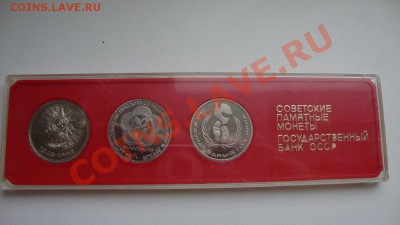 COINS.LAVE.RU
COINS.LAVE.RU
СОВЕТСКИЕ
ПАМЯТНЫЕ
МОНЕТЫ
ГОСУДАРСТВЕННЫЙ
БАНК СССР